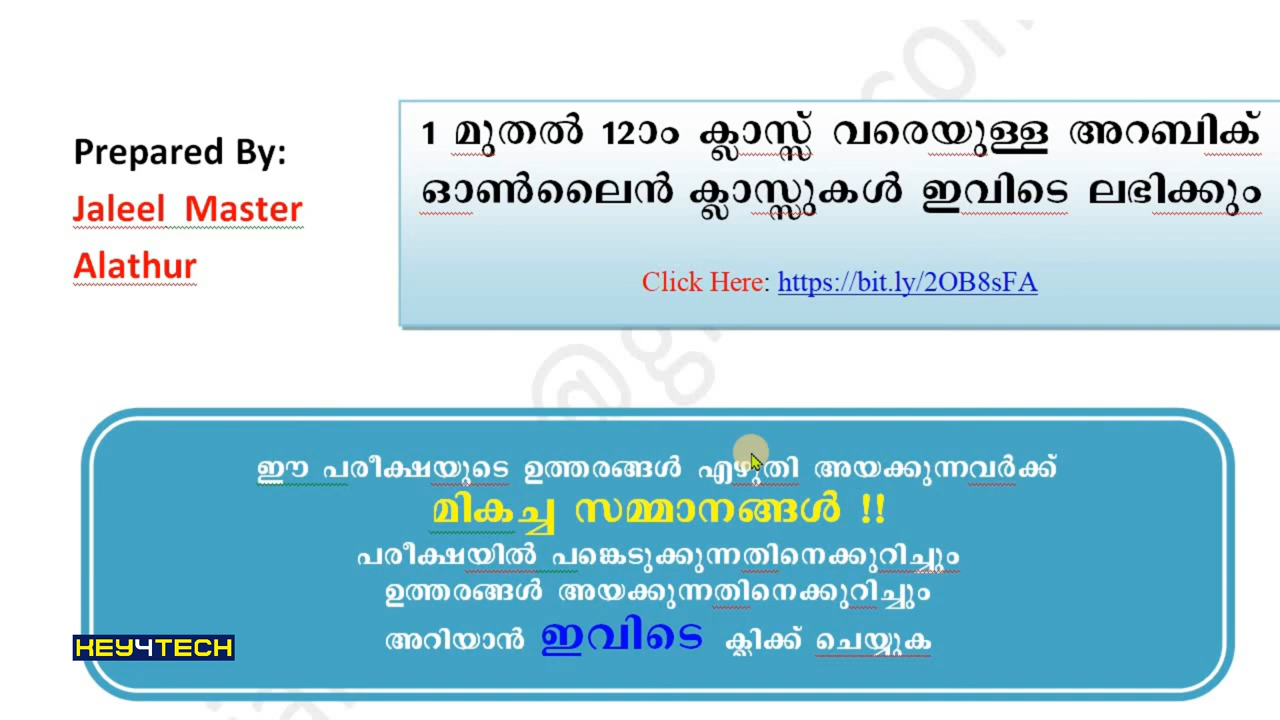 Prepared By:
Jaleel Master
Alathur
1 മുതൽ 12ാം ക്ലാസ്സ് വരെയുള്ള അറബിക്
ഓൺലൈൻ ക്ലാസ്സുകൾ ഇവിടെ ലഭിക്കും
Click Here: https://bit.ly/2OB8sFA
ഈ പരീക്ഷയുടെ ഉത്തരങ്ങൾ എഴുതി അയക്കുന്നവർക്ക്
മികച്ച സമ്മാനങ്ങൾ !!
പരീക്ഷയിൽ പങ്കെടുക്കുന്നതിനെക്കുറിച്ചും
ഉത്തരങ്ങൾ അയക്കുന്നതിനെക്കുറിച്ചും
അറിയാൻ ഇവിടെ ക്ലിക്ക് ചെയ്യുക
KEY4TECH